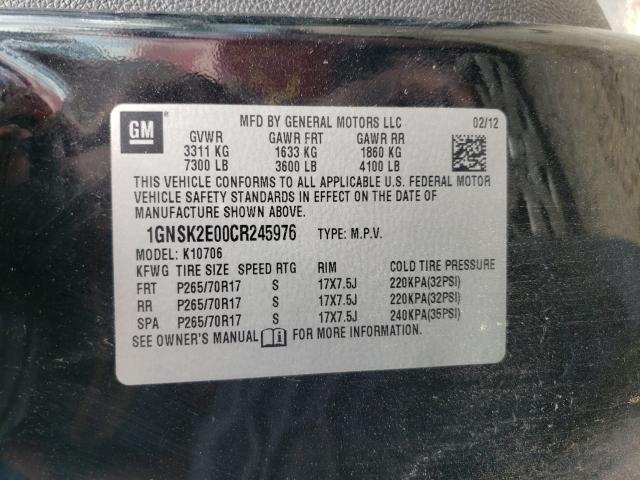 MFD BY GENERAL MOTORS LLC 02/12
GM
GVWR GAWR FRT GAWR RR
3311 KG 1633 KG 1860 KG
7300 LB 3600 LB 4100 LB
THIS VEHICLE CONFORMS TO ALL APPLICABLE U.S. FEDERAL MOTOR
VEHICLE SAFETY STANDARDS IN EFFECT ON THE DATE OF
MANUFACTURE SHOWN ABOVE.
1GNSK2E00CR245976 TYPE: M.P.V.
MODEL: K10706
KFWG TIRE SIZE SPEED RTG RIM COLD TIRE PRESSURE
FRT P265/70R17 S 17X7.5J 220KPA(32PSI)
RR P265/70R17 S 17X7.5J 220KPA(32PSI)
SPA P265/70R17 S 17X7.5J 240KPA(35PSI)
SEE OWNER'S MANUAL FOR MORE INFORMATION.